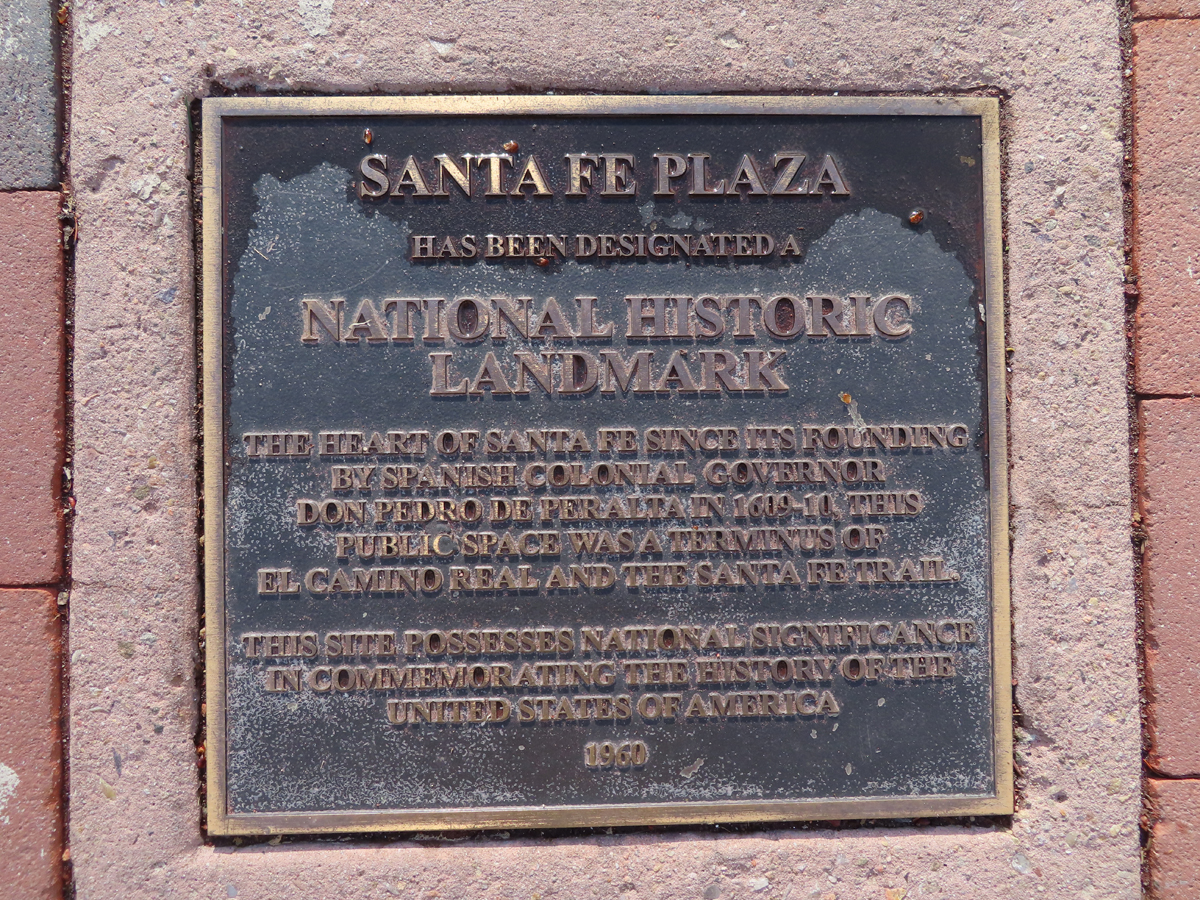 SANTA FE PLAZA
HAS BEEN DESIGNATED A
NATIONAL HISTORIC
LANDMARK
THE HEART OF SANTA FE SINCE ITS FOUNDING
BY SPANISH COLONIAL GOVERNOR
DON PEDRO DE PERALTA IN 1609-10, THIS
PUBLIC SPACE WAS A TERMINUS OF
EL CAMINO REAL AND THE SANTA FE TRAIL.
THIS SITE POSSESSES NATIONAL SIGNIFICANCE
IN COMMEMORATING THE HISTORY OF THE
UNITED STATES OF AMERICA
1960